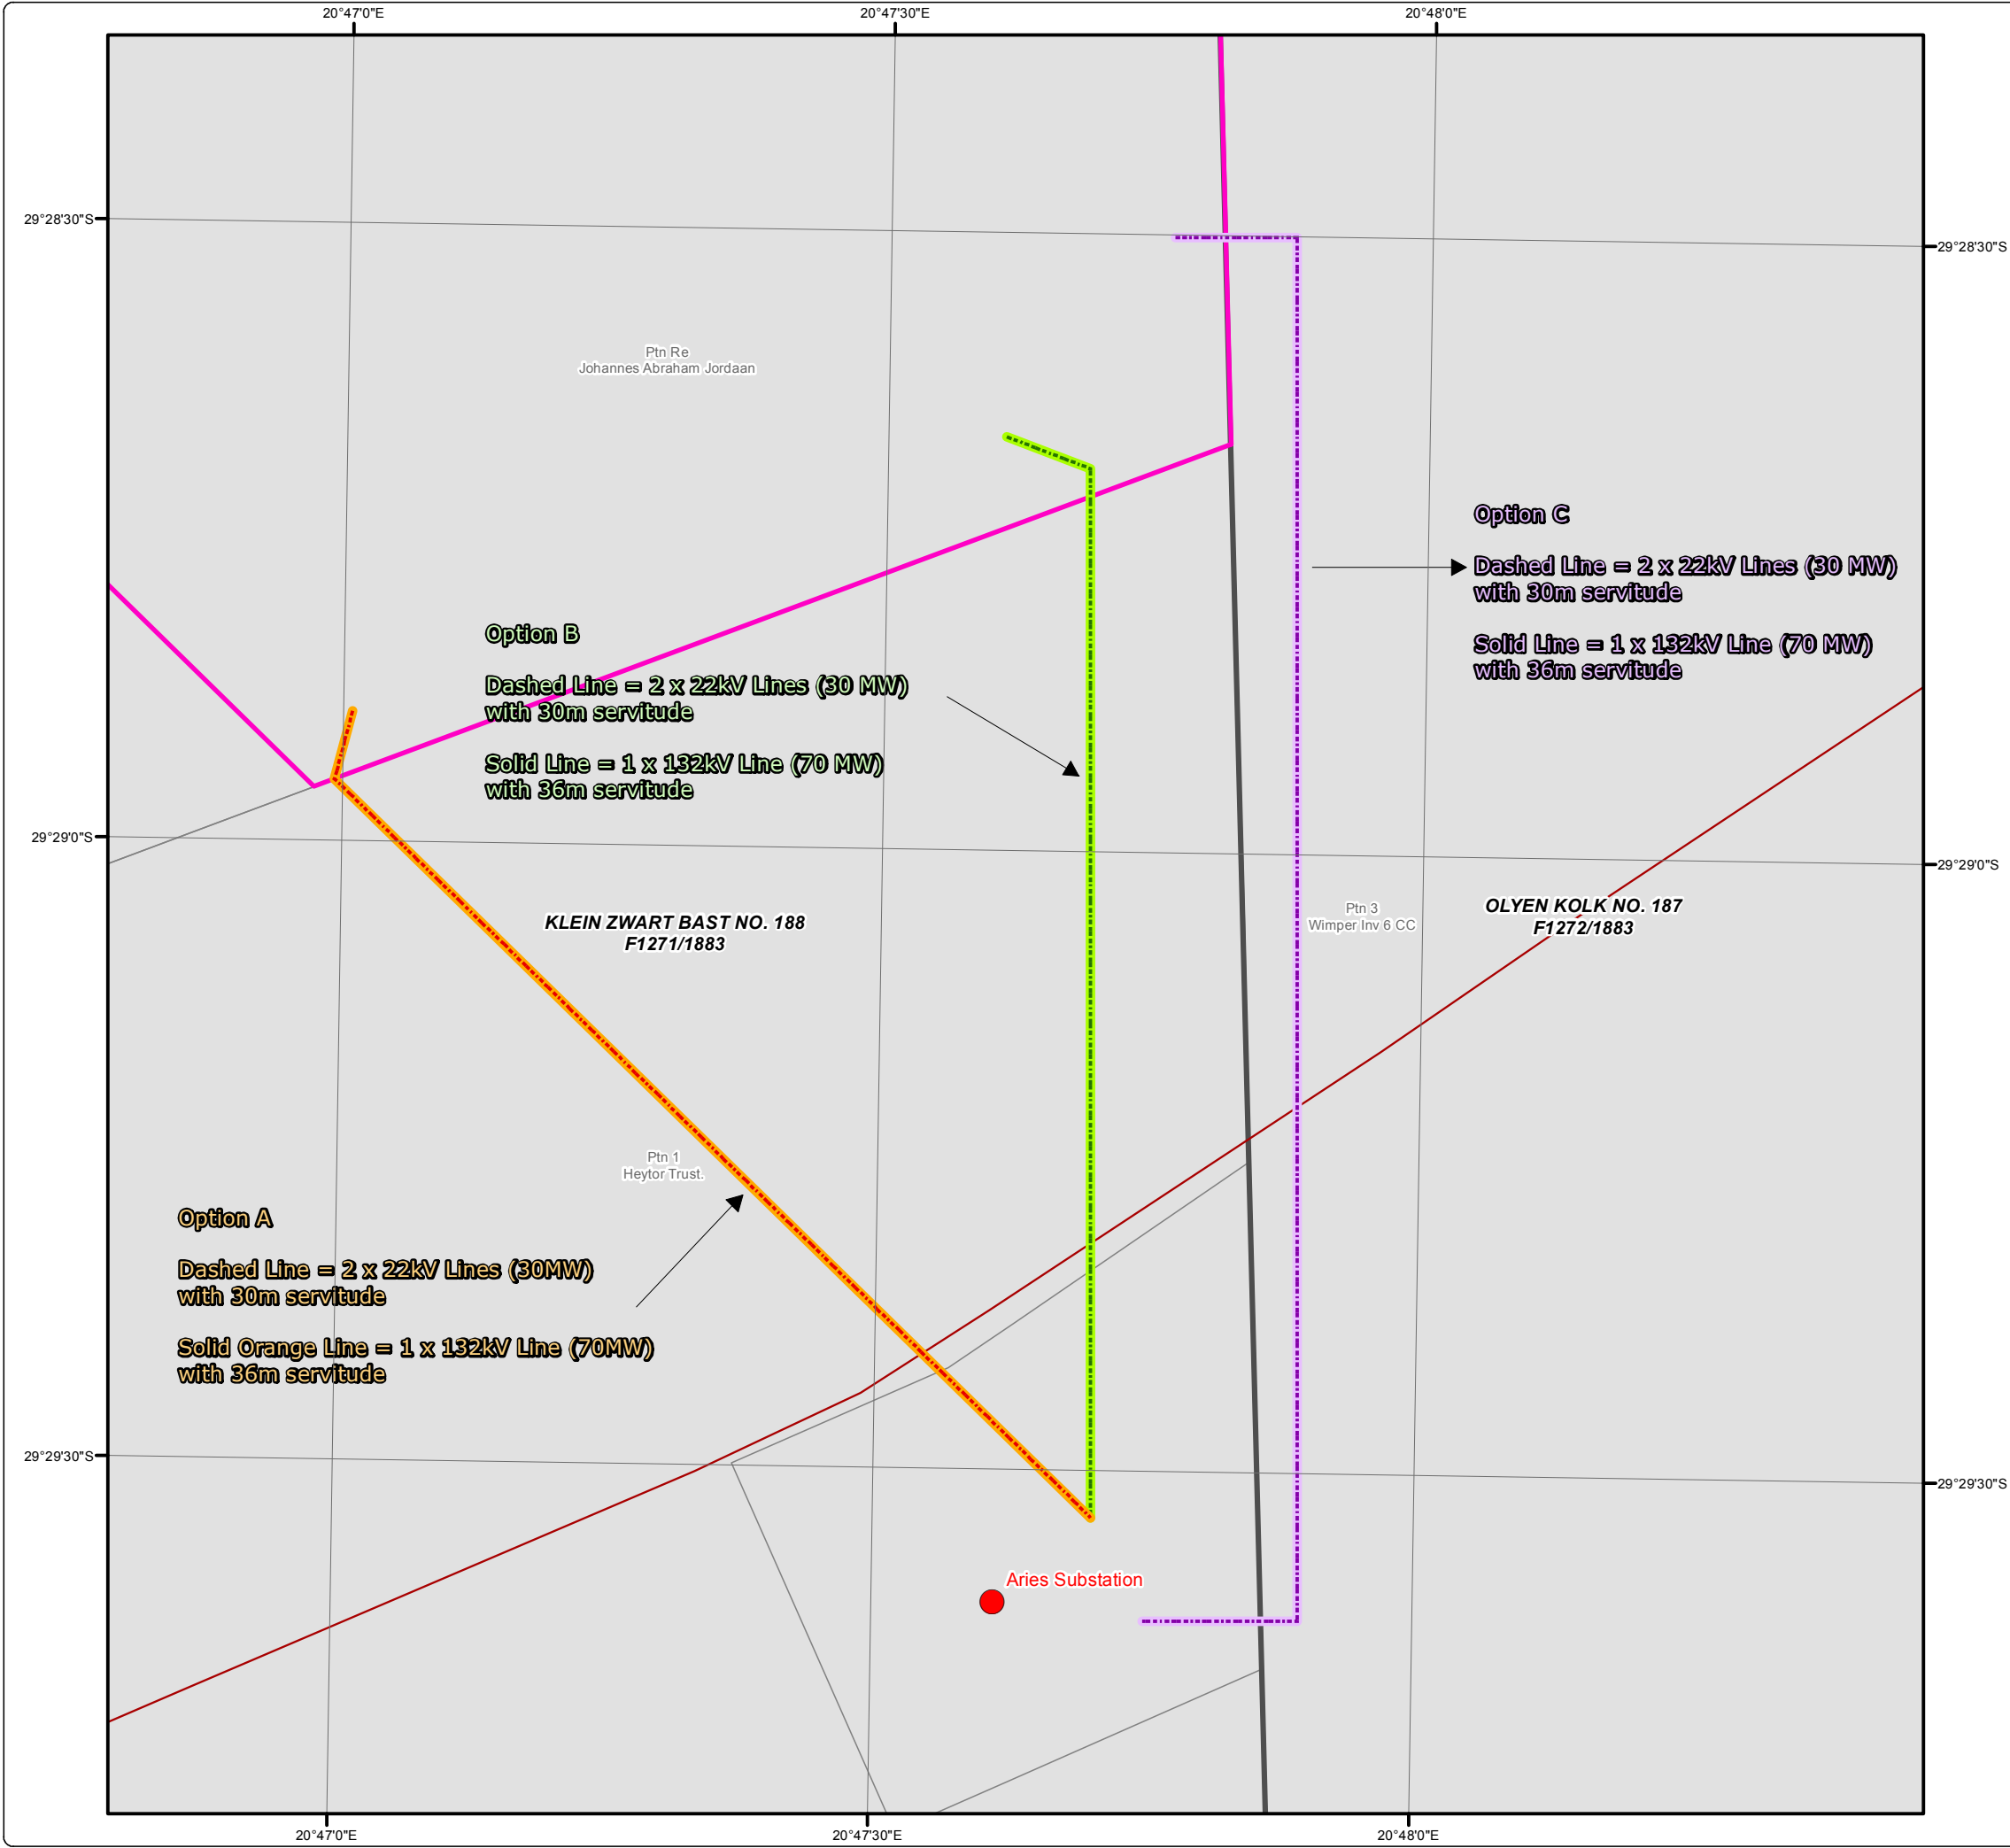 20°47'0"E
20°47'30"E
20°48'0"E
29°28'30"S
29°28'30"S
Ptn Re
Johannes Abraham Jordaan
Option C
Dashed Line = 2 x 22kV Lines (30 MW)
with 30m servitude
Solid Line = 1 x 132kV Line (70 MW)
with 36m servitude
Option B
Dashed Line = 2 x 22kV Lines (30 MW)
with 30m servitude
Solid Line = 1 x 132kV Line (70 MW)
with 36m servitude
29°29'0"S
29°29'0"S
KLEIN ZWART BAST NO. 188
F1271/1883
Ptn 3
Wimper Inv 6 CC
OLYEN KOLK NO. 187
F1272/1883
Ptn 1
Heytor Trust.
Option A
Dashed Line = 2 x 22kV Lines (30MW)
with 30m servitude
Solid Orange Line = 1 x 132kV Line (70MW)
with 36m servitude
29°29'30"S
29°29'30"S
Aries Substation
20°47'0"E
20°47'30"E
20°48'0"E